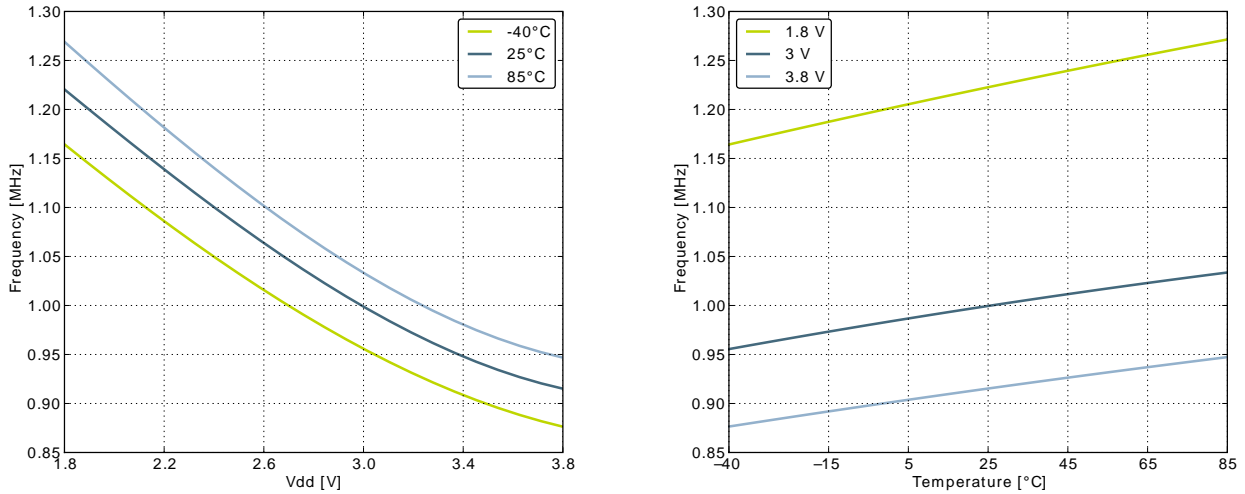 1.30
1.25
1.20
1.15
1.10
1.05
1.00
0.95
0.90
0.85
Frequency [MHz]
-40°C
25°C
85°C
1.8 2.2 2.6 3.0 3.4 3.8
Vdd [V]
1.30
1.25
1.20
1.15
1.10
1.05
1.00
0.95
0.90
0.85
Frequency [MHz]
1.8 V
3 V
3.8 V
–40 –15 5 25 45 65 85
Temperature [°C]